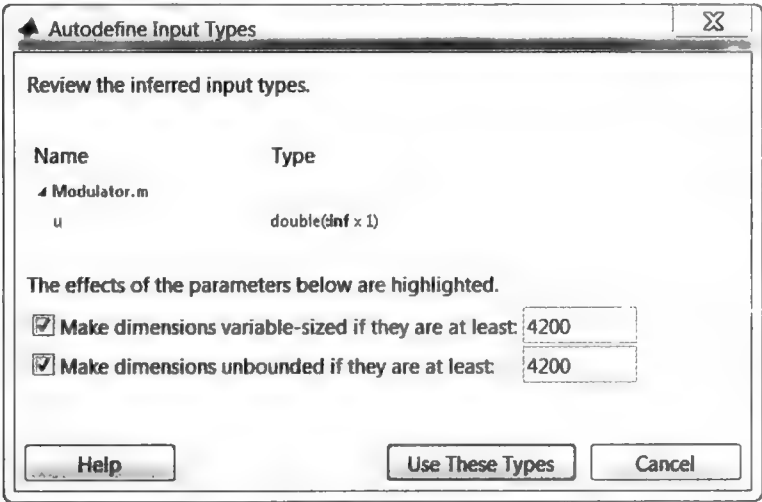 Autodefine Input Types
Review the inferred input types.
Name Type
Modulator.m
u double(:inf x 1)
The effects of the parameters below are highlighted.
Make dimensions variable-sized if they are at least: 4200
Make dimensions unbounded if they are at least: 4200
Help Use These Types Cancel